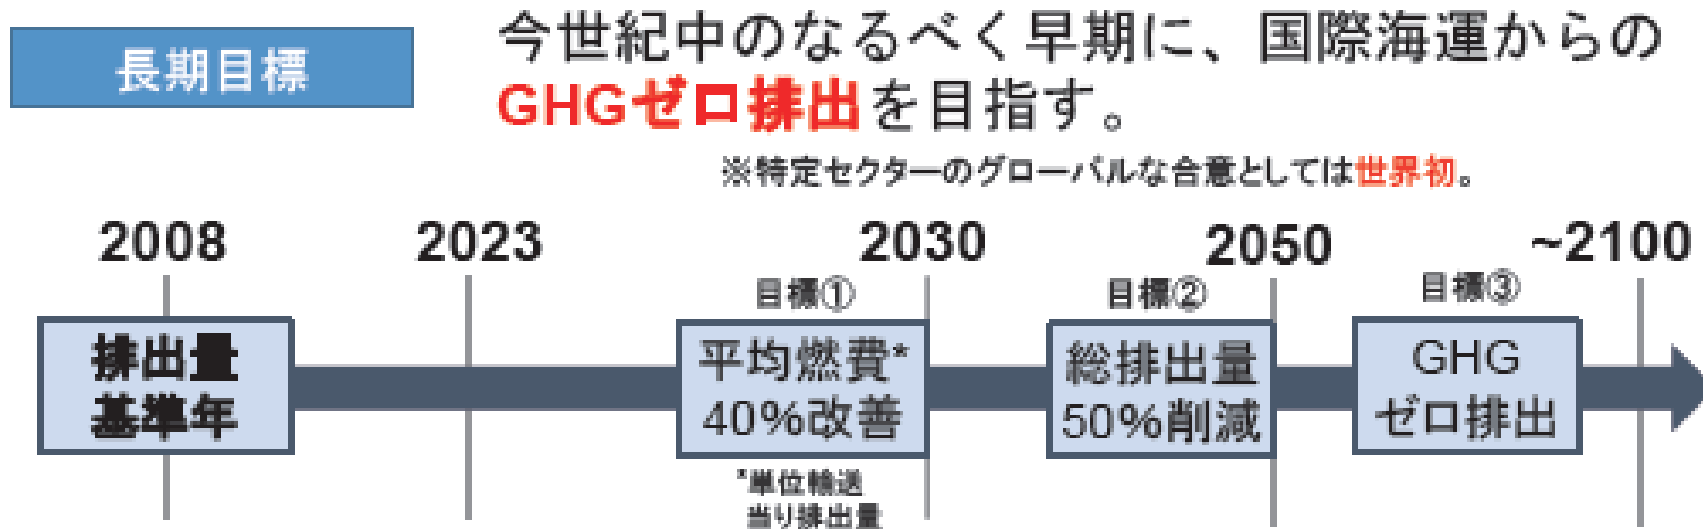 長期目標
今世紀中のなるべく早期に、国際海運からの
GHGゼロ排出を目指す。
※特定セクターのグローバルな合意としては世界初。
2008
2023
2030
2050
~2100
目標①
目標②
目標③
排出量
基準年
平均燃費*
40%改善
総排出量
50%削減
GHG
ゼロ排出
*単位輸送
当り排出量